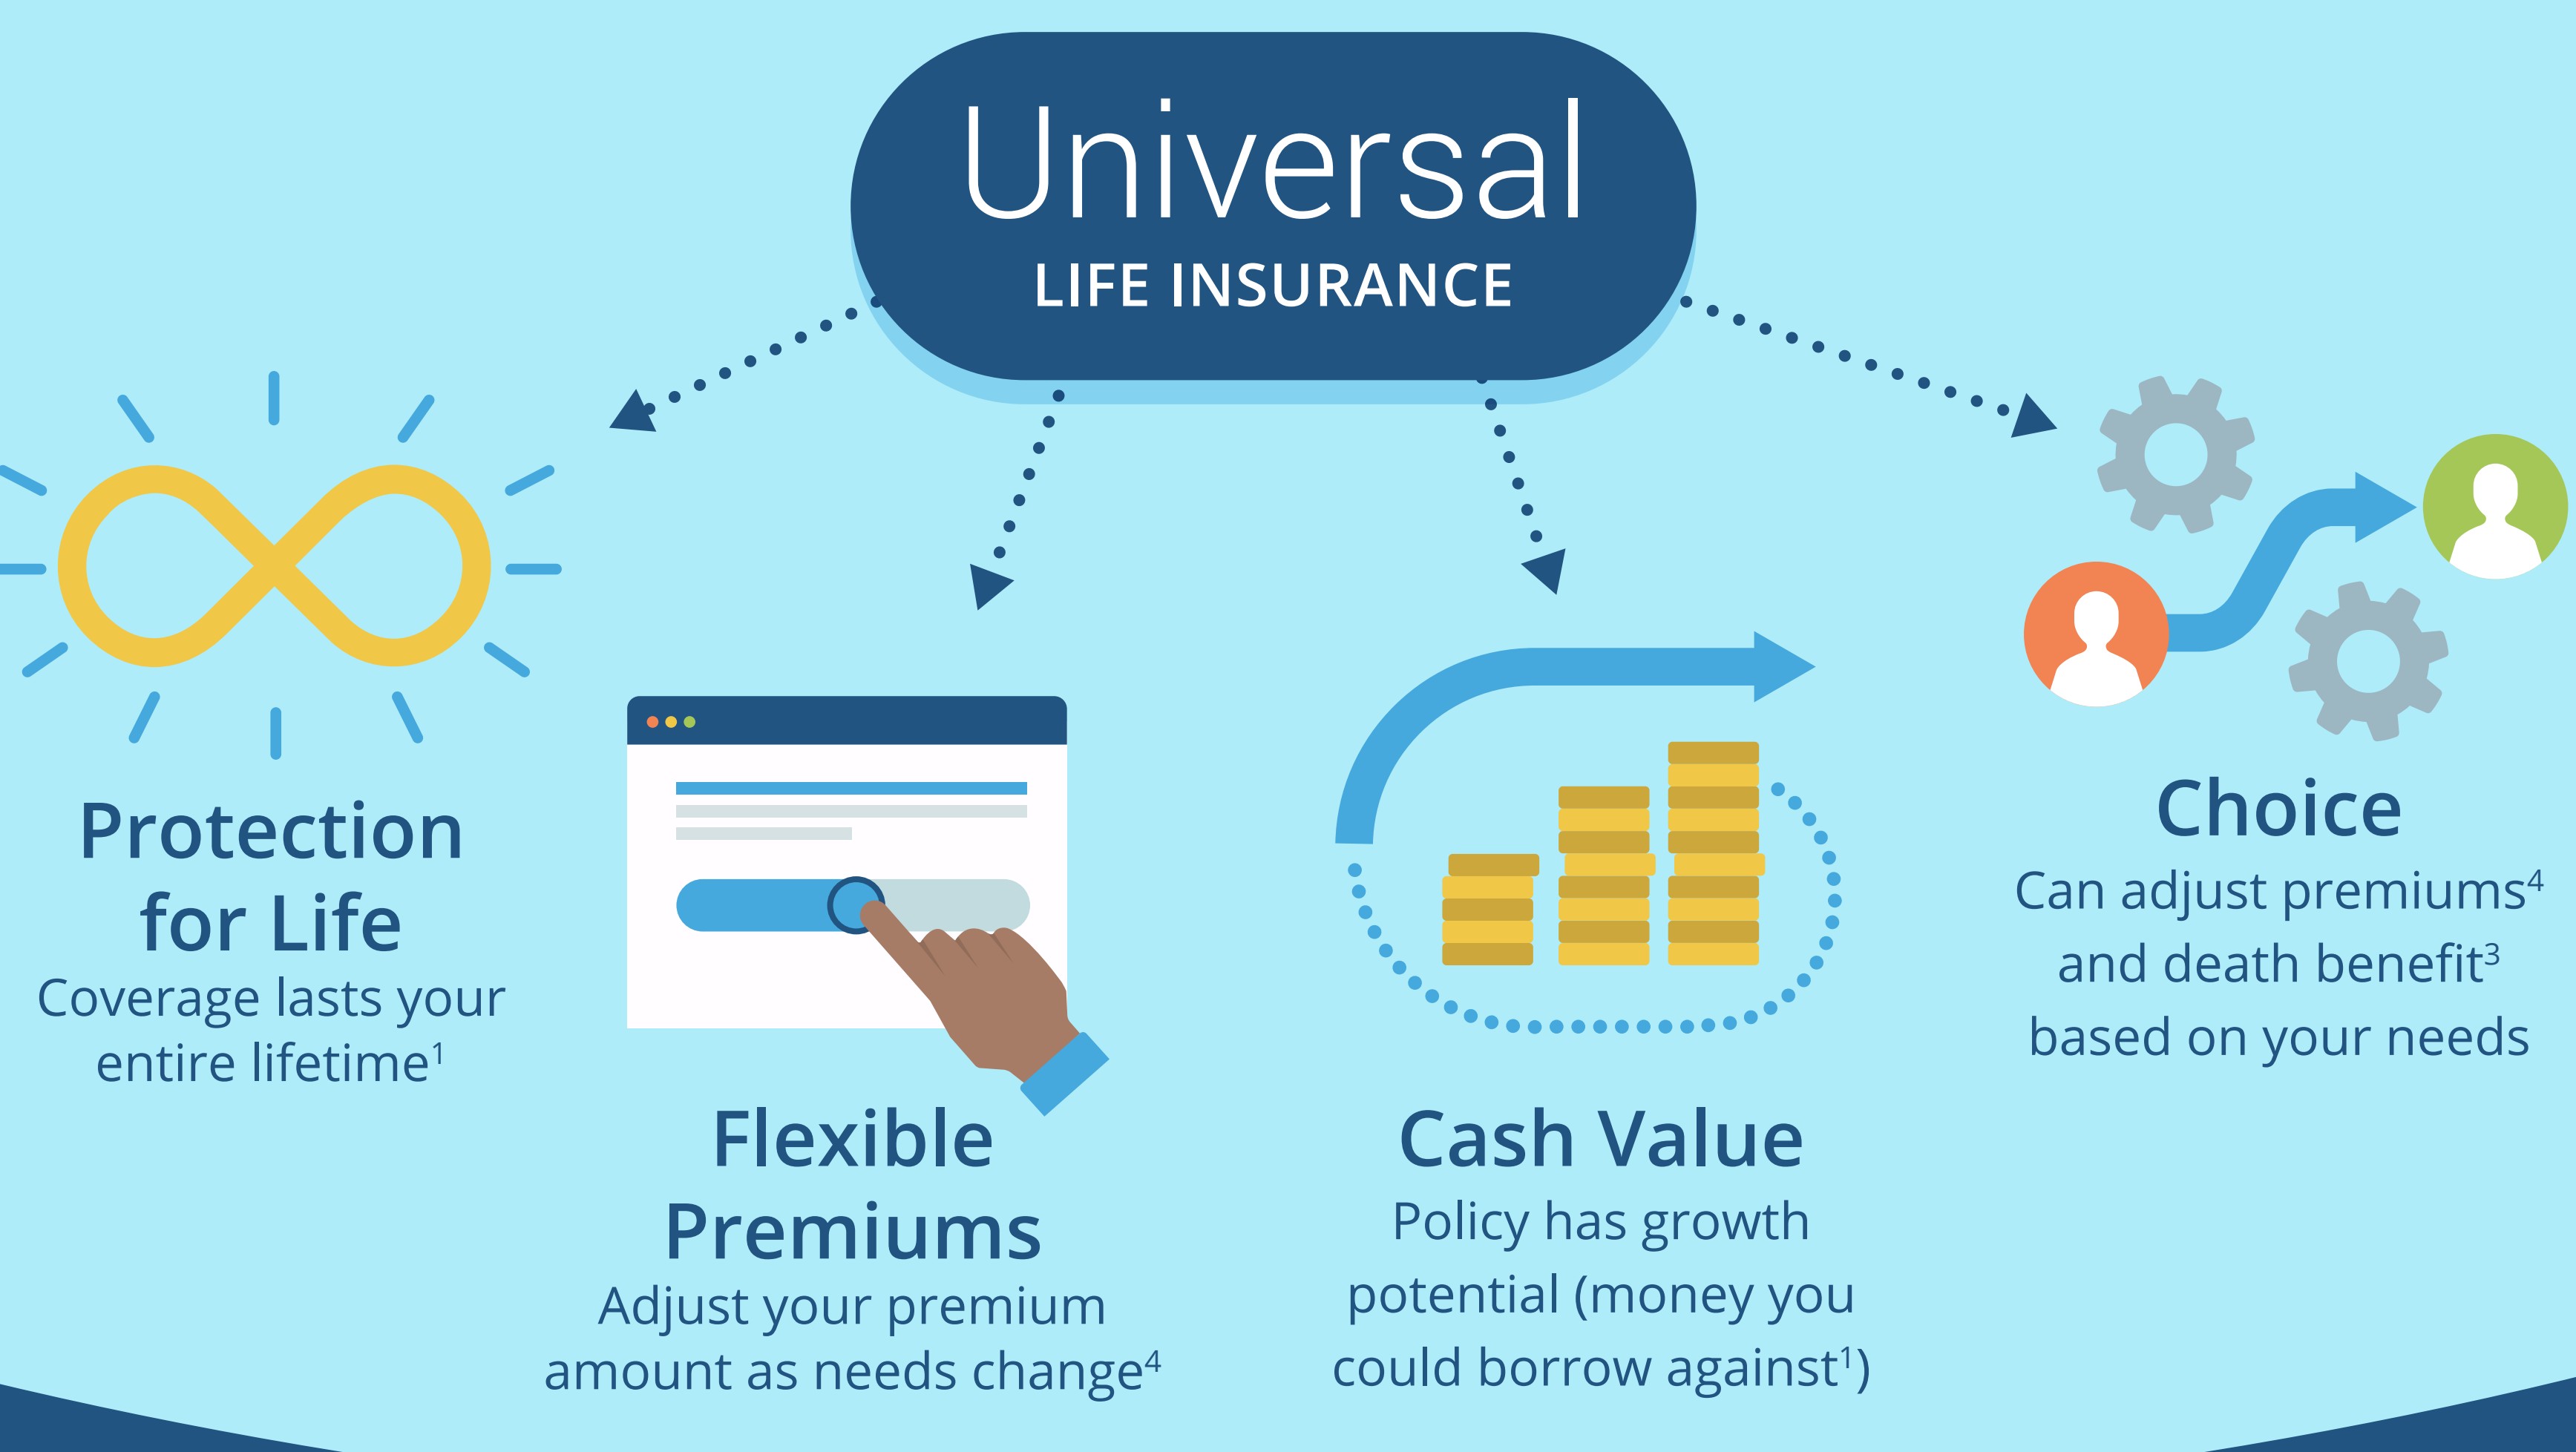 Universal
LIFE INSURANCE
Protection
for Life
Coverage lasts your
entire lifetime¹
Flexible
Premiums
Adjust your premium
amount as needs change⁴
Cash Value
Policy has growth
potential (money you
could borrow against¹)
Choice
Can adjust premiums⁴
and death benefit³
based on your needs